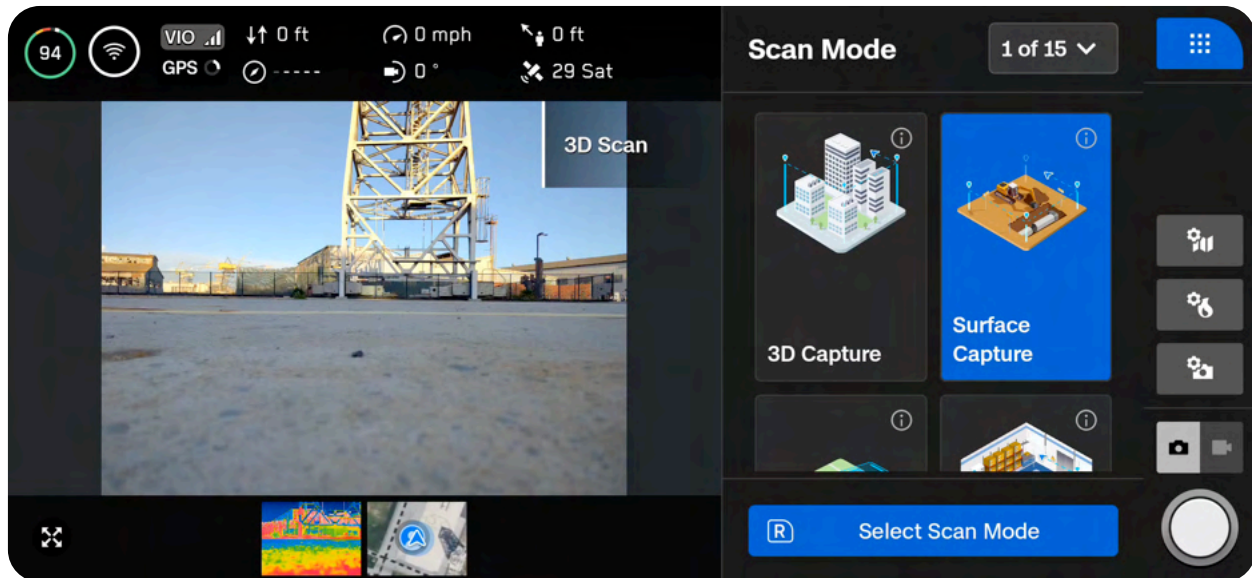 94
VIO
GPS
0 ft
-----
0 mph
0 °
0 ft
29 Sat
3D Scan
Scan Mode
1 of 15
3D Capture
Surface
Capture
R
Select Scan Mode